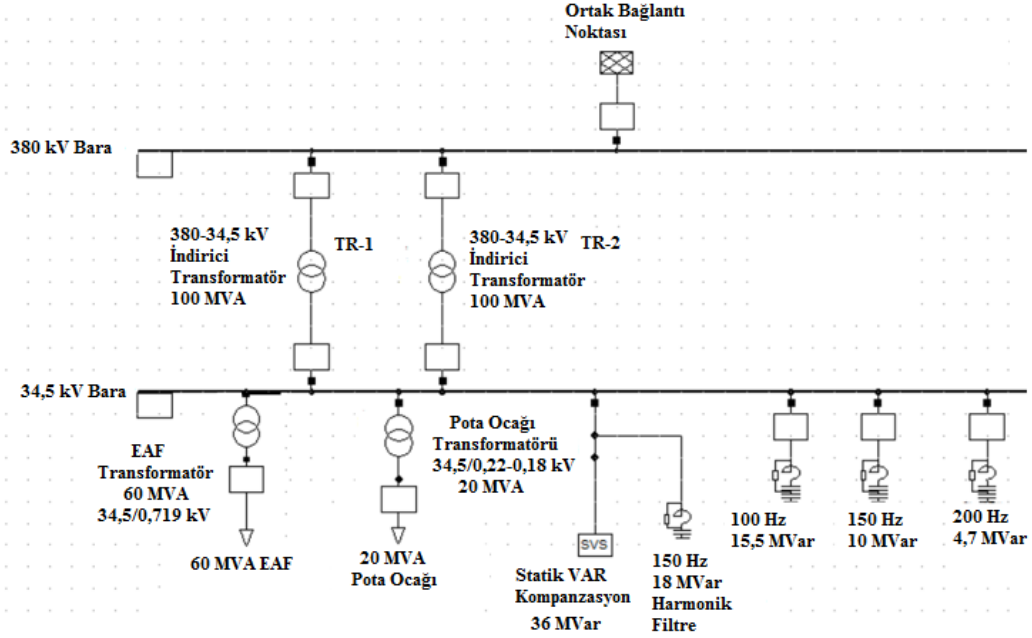 Ortak Bağlantı
Noktası
380 kV Bara
380-34,5 kV
İndirici
Transformatör
100 MVA
TR-1
380-34,5 kV
İndirici
Transformatör
100 MVA
TR-2
34,5 kV Bara
EAF
Transformatör
60 MVA
34,5/0,719 kV
60 MVA EAF
Pota Ocağı
Transformatörü
34,5/0,22-0,18 kV
20 MVA
20 MVA
Pota Ocağı
SVS
Statik VAR
Kompanzasyon
36 MVar
150 Hz
18 MVar
Harmonik
Filtre
100 Hz
15,5 MVar
150 Hz
10 MVar
200 Hz
4,7 MVar